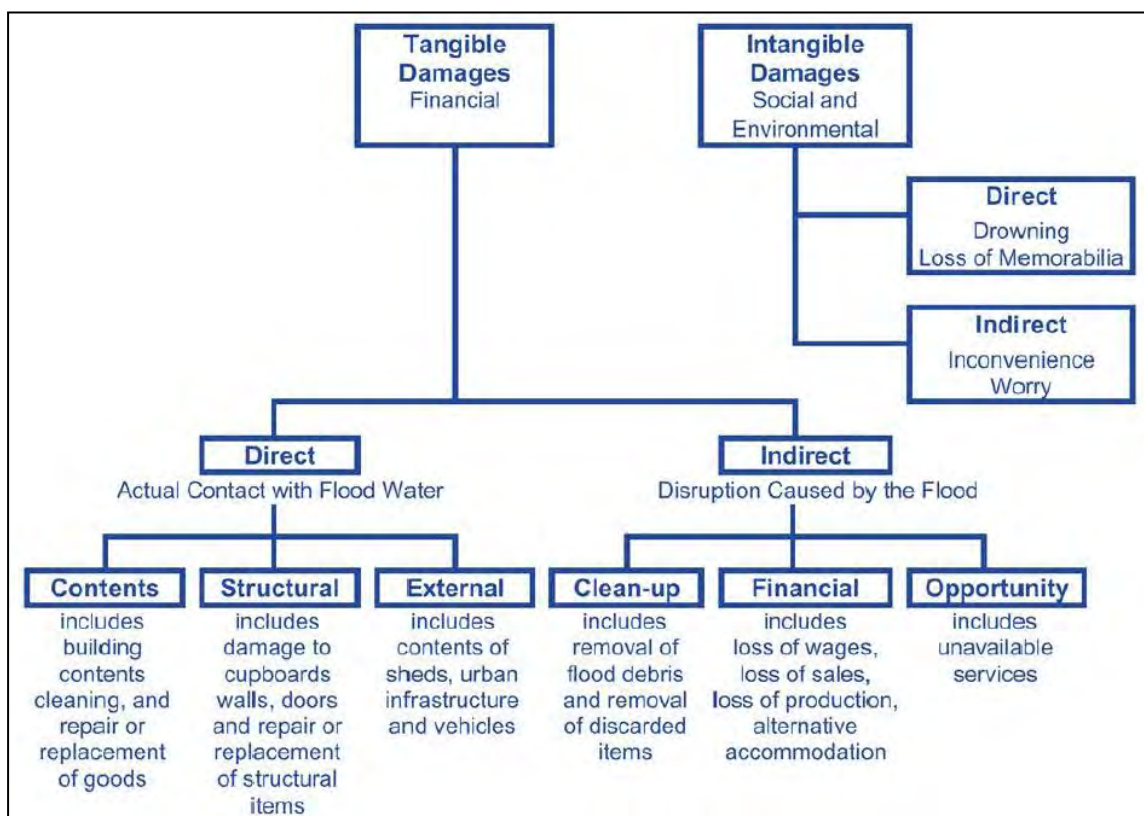 Tangible
Damages
Financial
Intangible
Damages
Social and
Environmental
Direct
Drowning
Loss of Memorabilia
Indirect
Inconvenience
Worry
Direct
Actual Contact with Flood Water
Indirect
Disruption Caused by the Flood
Contents
includes
building
contents
cleaning, and
repair or
replacement
of goods
Structural
includes
damage to
cupboards
walls, doors
and repair or
replacement
of structural
items
External
includes
contents of
sheds, urban
infrastructure
and vehicles
Clean-up
includes
removal of
flood debris
and removal
of discarded
items
Financial
includes
loss of wages,
loss of sales,
loss of production,
alternative
accommodation
Opportunity
includes
unavailable
services